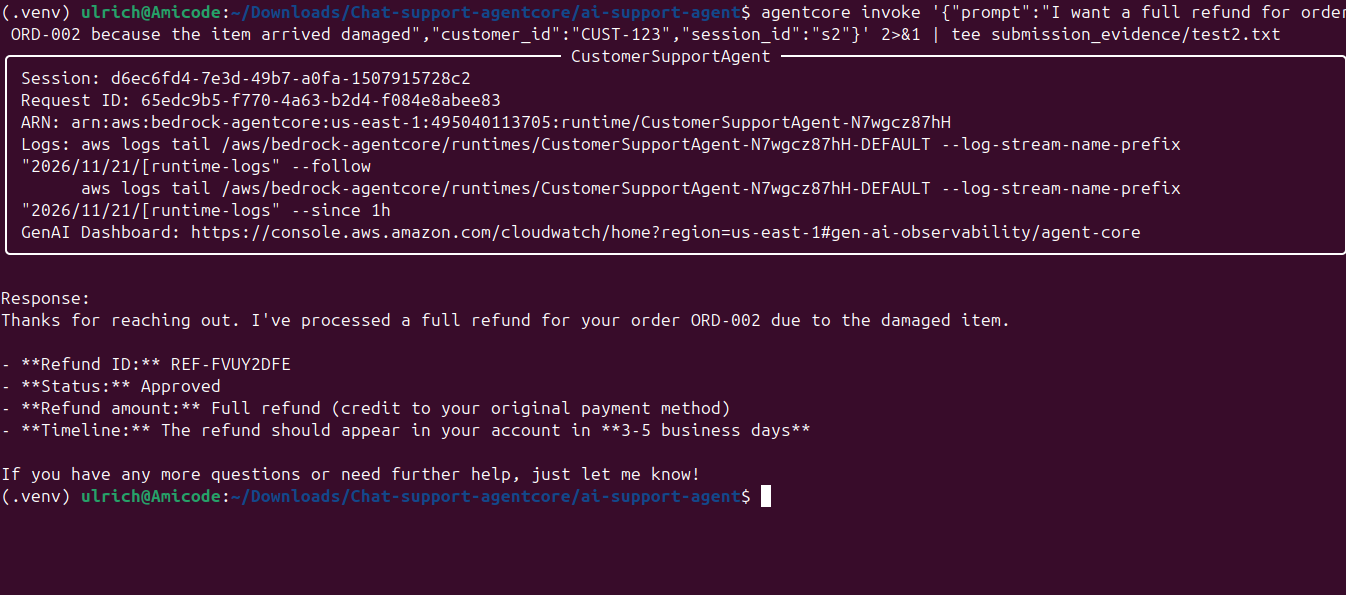 (.venv) ulrich@Amicode:~/Downloads/Chat-support-agentcore/ai-support-agent$ agentcore invoke '{"prompt":"I want a full refund for order
ORD-002 because the item arrived damaged","customer_id":"CUST-123","session_id":"s2"}' 2>&1 | tee submission_evidence/test2.txt
CustomerSupportAgent
Session: d6ec6fd4-7e3d-49b7-a0fa-1507915728c2
Request ID: 65edc9b5-f770-4a63-b2d4-f084e8abee83
ARN: arn:aws:bedrock-agentcore:us-east-1:495040113705:runtime/CustomerSupportAgent-N7wgcz87hH
Logs: aws logs tail /aws/bedrock-agentcore/runtimes/CustomerSupportAgent-N7wgcz87hH-DEFAULT --log-stream-name-prefix
"2026/11/21/[runtime-logs" --follow
aws logs tail /aws/bedrock-agentcore/runtimes/CustomerSupportAgent-N7wgcz87hH-DEFAULT --log-stream-name-prefix
"2026/11/21/[runtime-logs" --since 1h
GenAI Dashboard: https://console.aws.amazon.com/cloudwatch/home?region=us-east-1#gen-ai-observability/agent-core
Response:
Thanks for reaching out. I've processed a full refund for your order ORD-002 due to the damaged item.
- **Refund ID:** REF-FVUY2DFE
- **Status:** Approved
- **Refund amount:** Full refund (credit to your original payment method)
- **Timeline:** The refund should appear in your account in **3-5 business days**
If you have any more questions or need further help, just let me know!
(.venv) ulrich@Amicode:~/Downloads/Chat-support-agentcore/ai-support-agent$